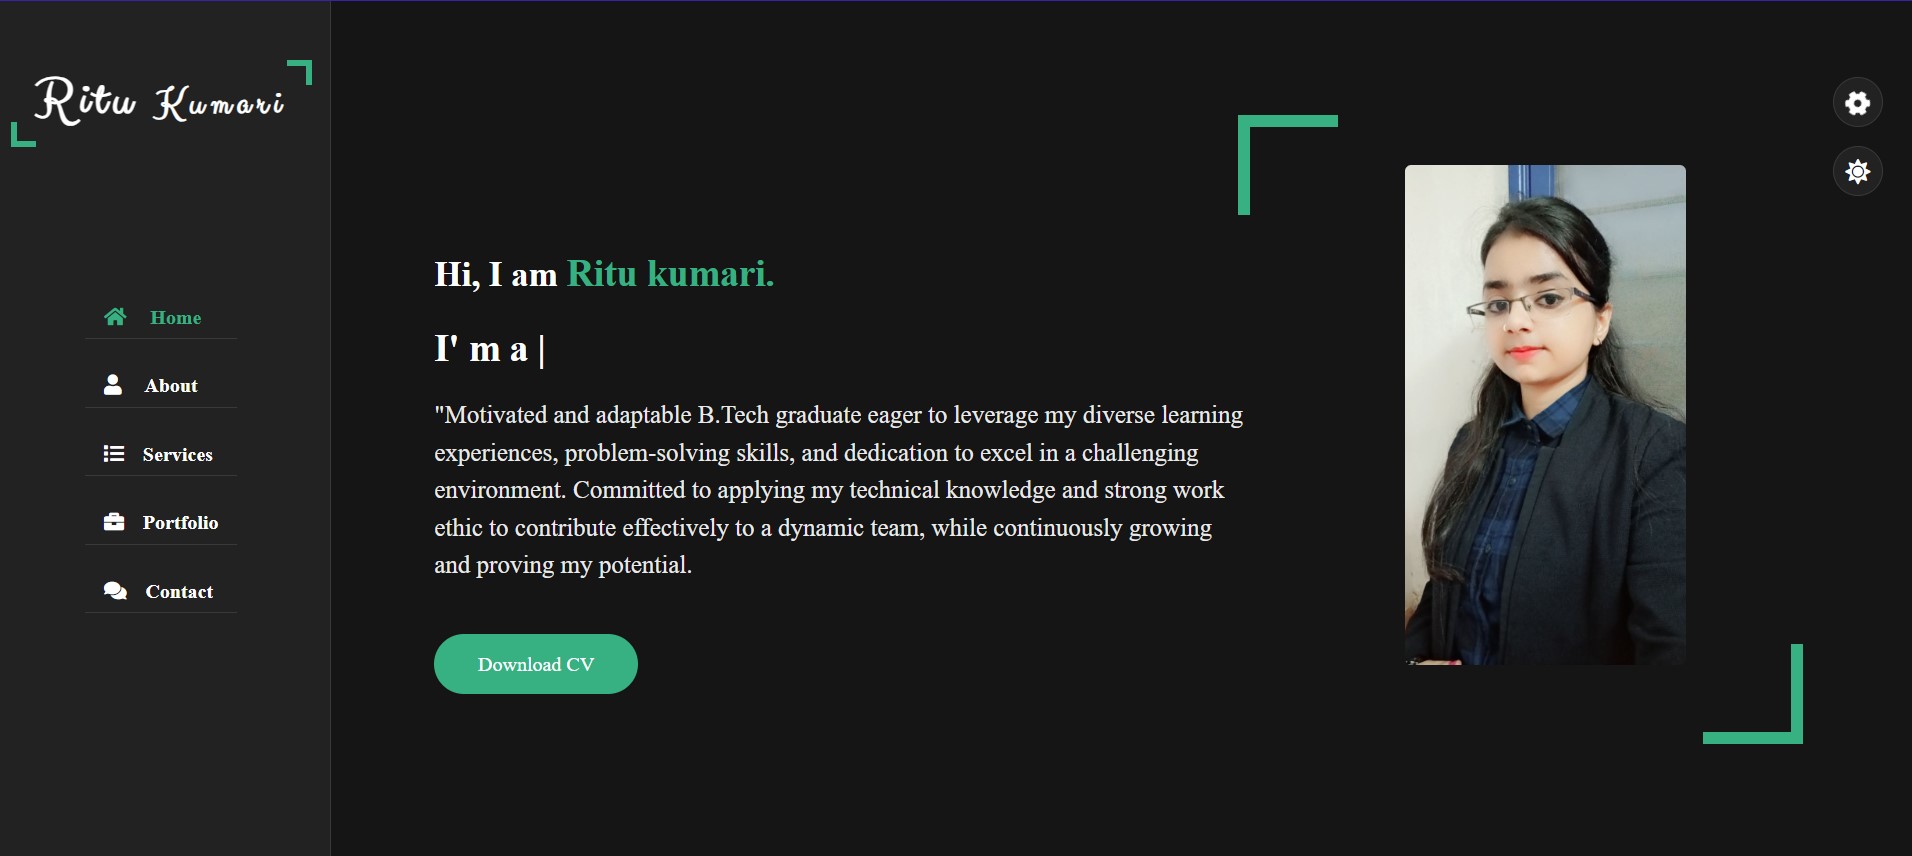 Ritu Kumari
Home
About
Services
Portfolio
Contact
Hi, I am Ritu kumari.
I' m a |
"Motivated and adaptable B.Tech graduate eager to leverage my diverse learning
experiences, problem-solving skills, and dedication to excel in a challenging
environment. Committed to applying my technical knowledge and strong work
ethic to contribute effectively to a dynamic team, while continuously growing
and proving my potential.
Download CV